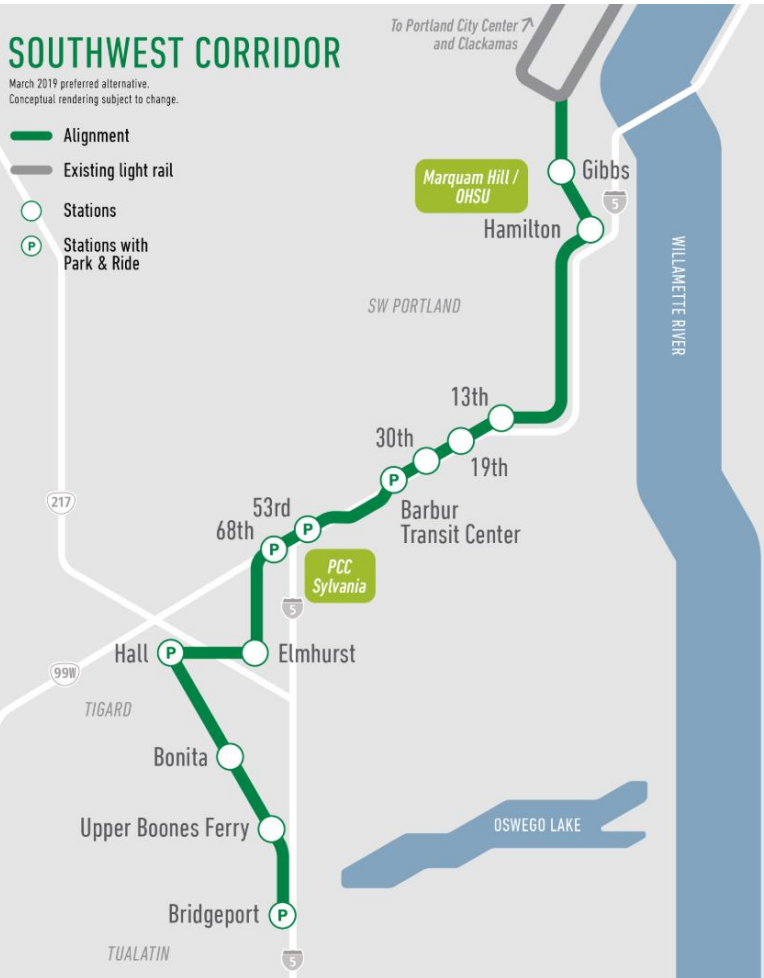 SOUTHWEST CORRIDOR
March 2019 preferred alternative.
Conceptual rendering subject to change.
Alignment
Existing light rail
Stations
P
Stations with
Park & Ride
To Portland City Center
and Clackamas
Marquam Hill /
OHSU
Gibbs
5
Hamilton
WILLAMETTE RIVER
SW PORTLAND
13th
30th
19th
P
Barbur
Transit Center
217
53rd
P
68th
P
PCC
Sylvania
5
Hall
P
Elmhurst
99W
TIGARD
Bonita
Upper Boones Ferry
OSWEGO LAKE
Bridgeport
P
TUALATIN
5